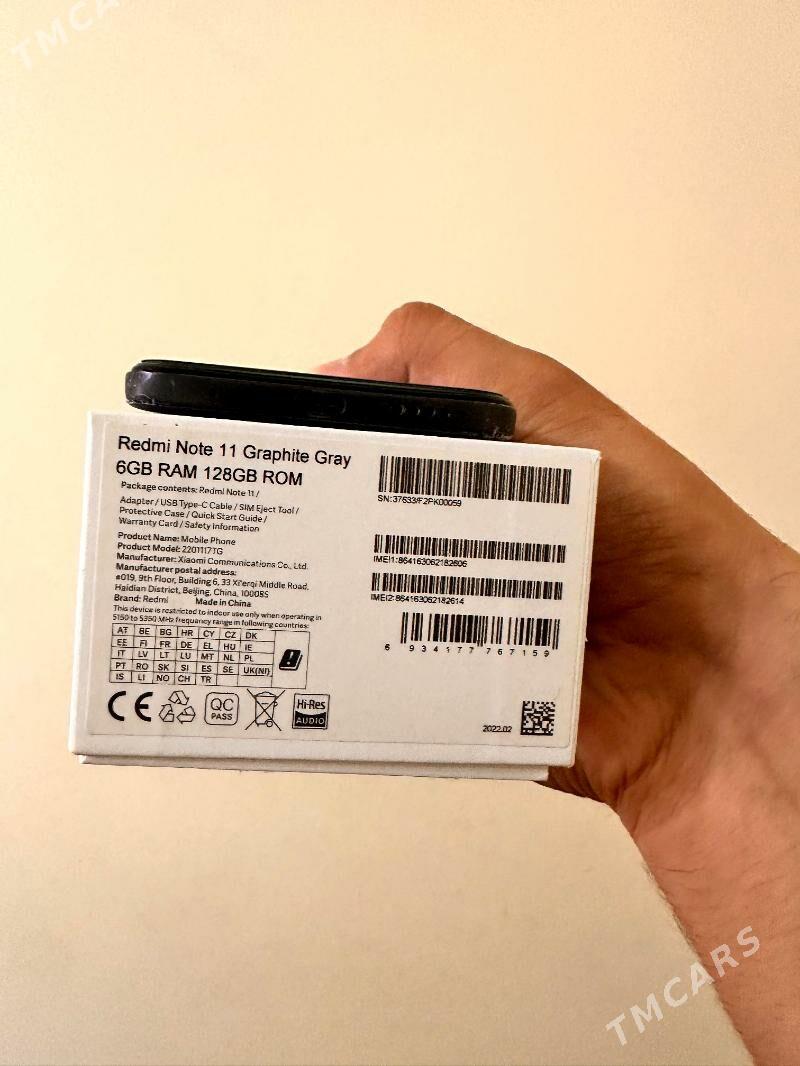 TMCARS
Redmi Note 11 Graphite Gray
6GB RAM 128GB ROM
Package contents: Redmi Note 11 /
Adapter / USB Type-C Cable / SIM Eject Tool /
Protective Case / Quick Start Guide /
Warranty Card / Safety Information
Product Name: Mobile Phone
Product Model: 2201117TG
Manufacturer: Xiaomi Communications Co., Ltd.
Manufacturer postal address:
#019, 9th Floor, Building 6, 33 Xi'erqi Middle Road,
Haidian District, Beijing, China, 100085
Brand: Redmi Made in China
This device is restricted to indoor use only when operating in
5150 to 5350 MHz frequency range in following countries:
AT BE BG HR CY CZ DK
EE FI FR DE EL HU IE
IT LV LT LU MT NL PL
PT RO SK SI ES SE UK(NI)
IS LI NO CH TR
CE
QC
PASS
Hi-Res
AUDIO
SN:37633/F2PK00059
IMEI1:864163062182606
IMEI2:864163062182614
6 934177 767159
2022.02
TMCARS